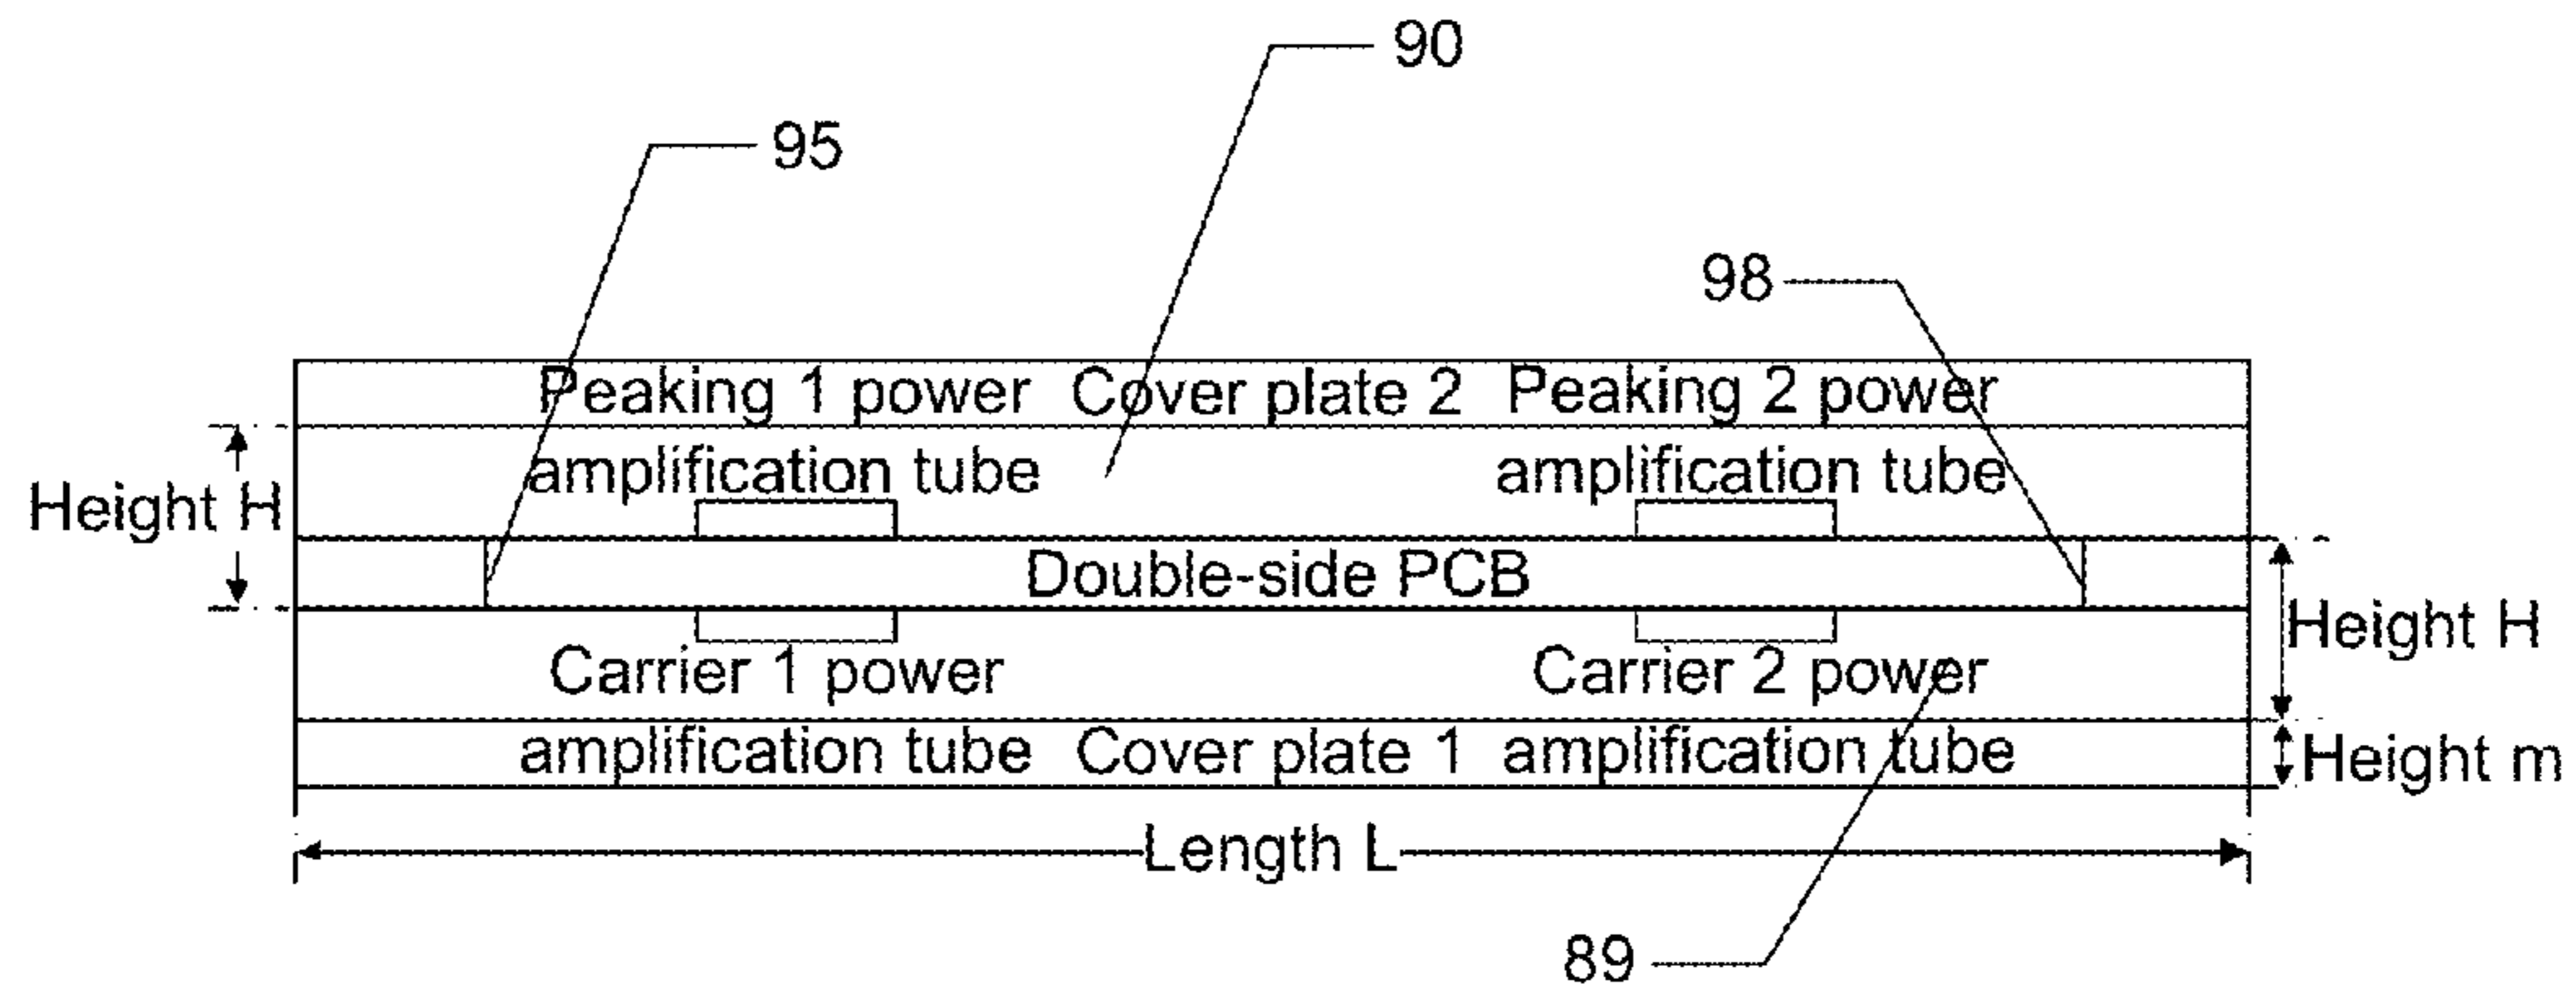 90
95
98
Peaking 1 power Cover plate 2 Peaking 2 power
amplification tube amplification tube
Height H
Double-side PCB
Height H
Carrier 1 power Carrier 2 power
amplification tube Cover plate 1 amplification tube
Height m
Length L
89